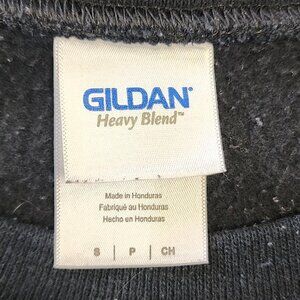 GILDAN®
Heavy Blend™
Made in Honduras
Fabriqué au Honduras
Hecho en Honduras
S | P | CH